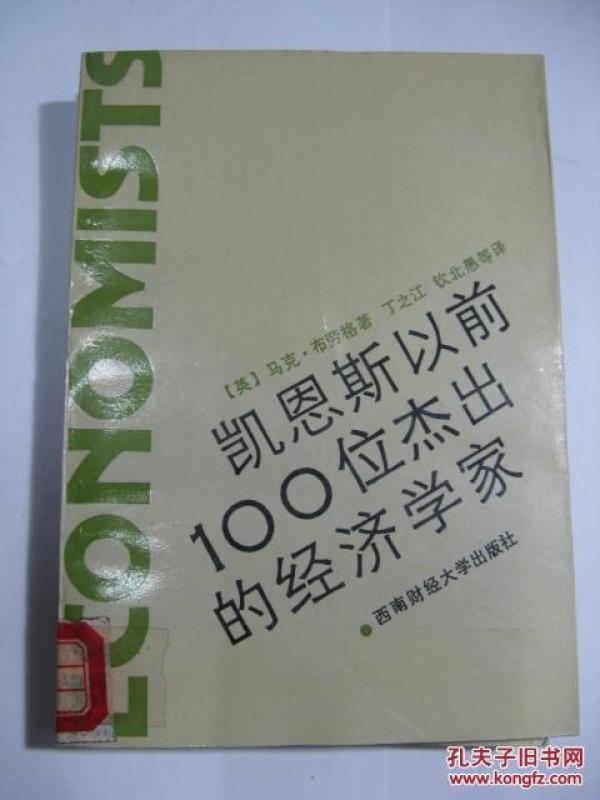 ECONOMISTS
【英】马克·布劳格著 丁之江 钦北愚等译
凯恩斯以前
100位杰出
的经济学家
西南财经大学出版社
孔夫子旧书网
www.kongfz.com